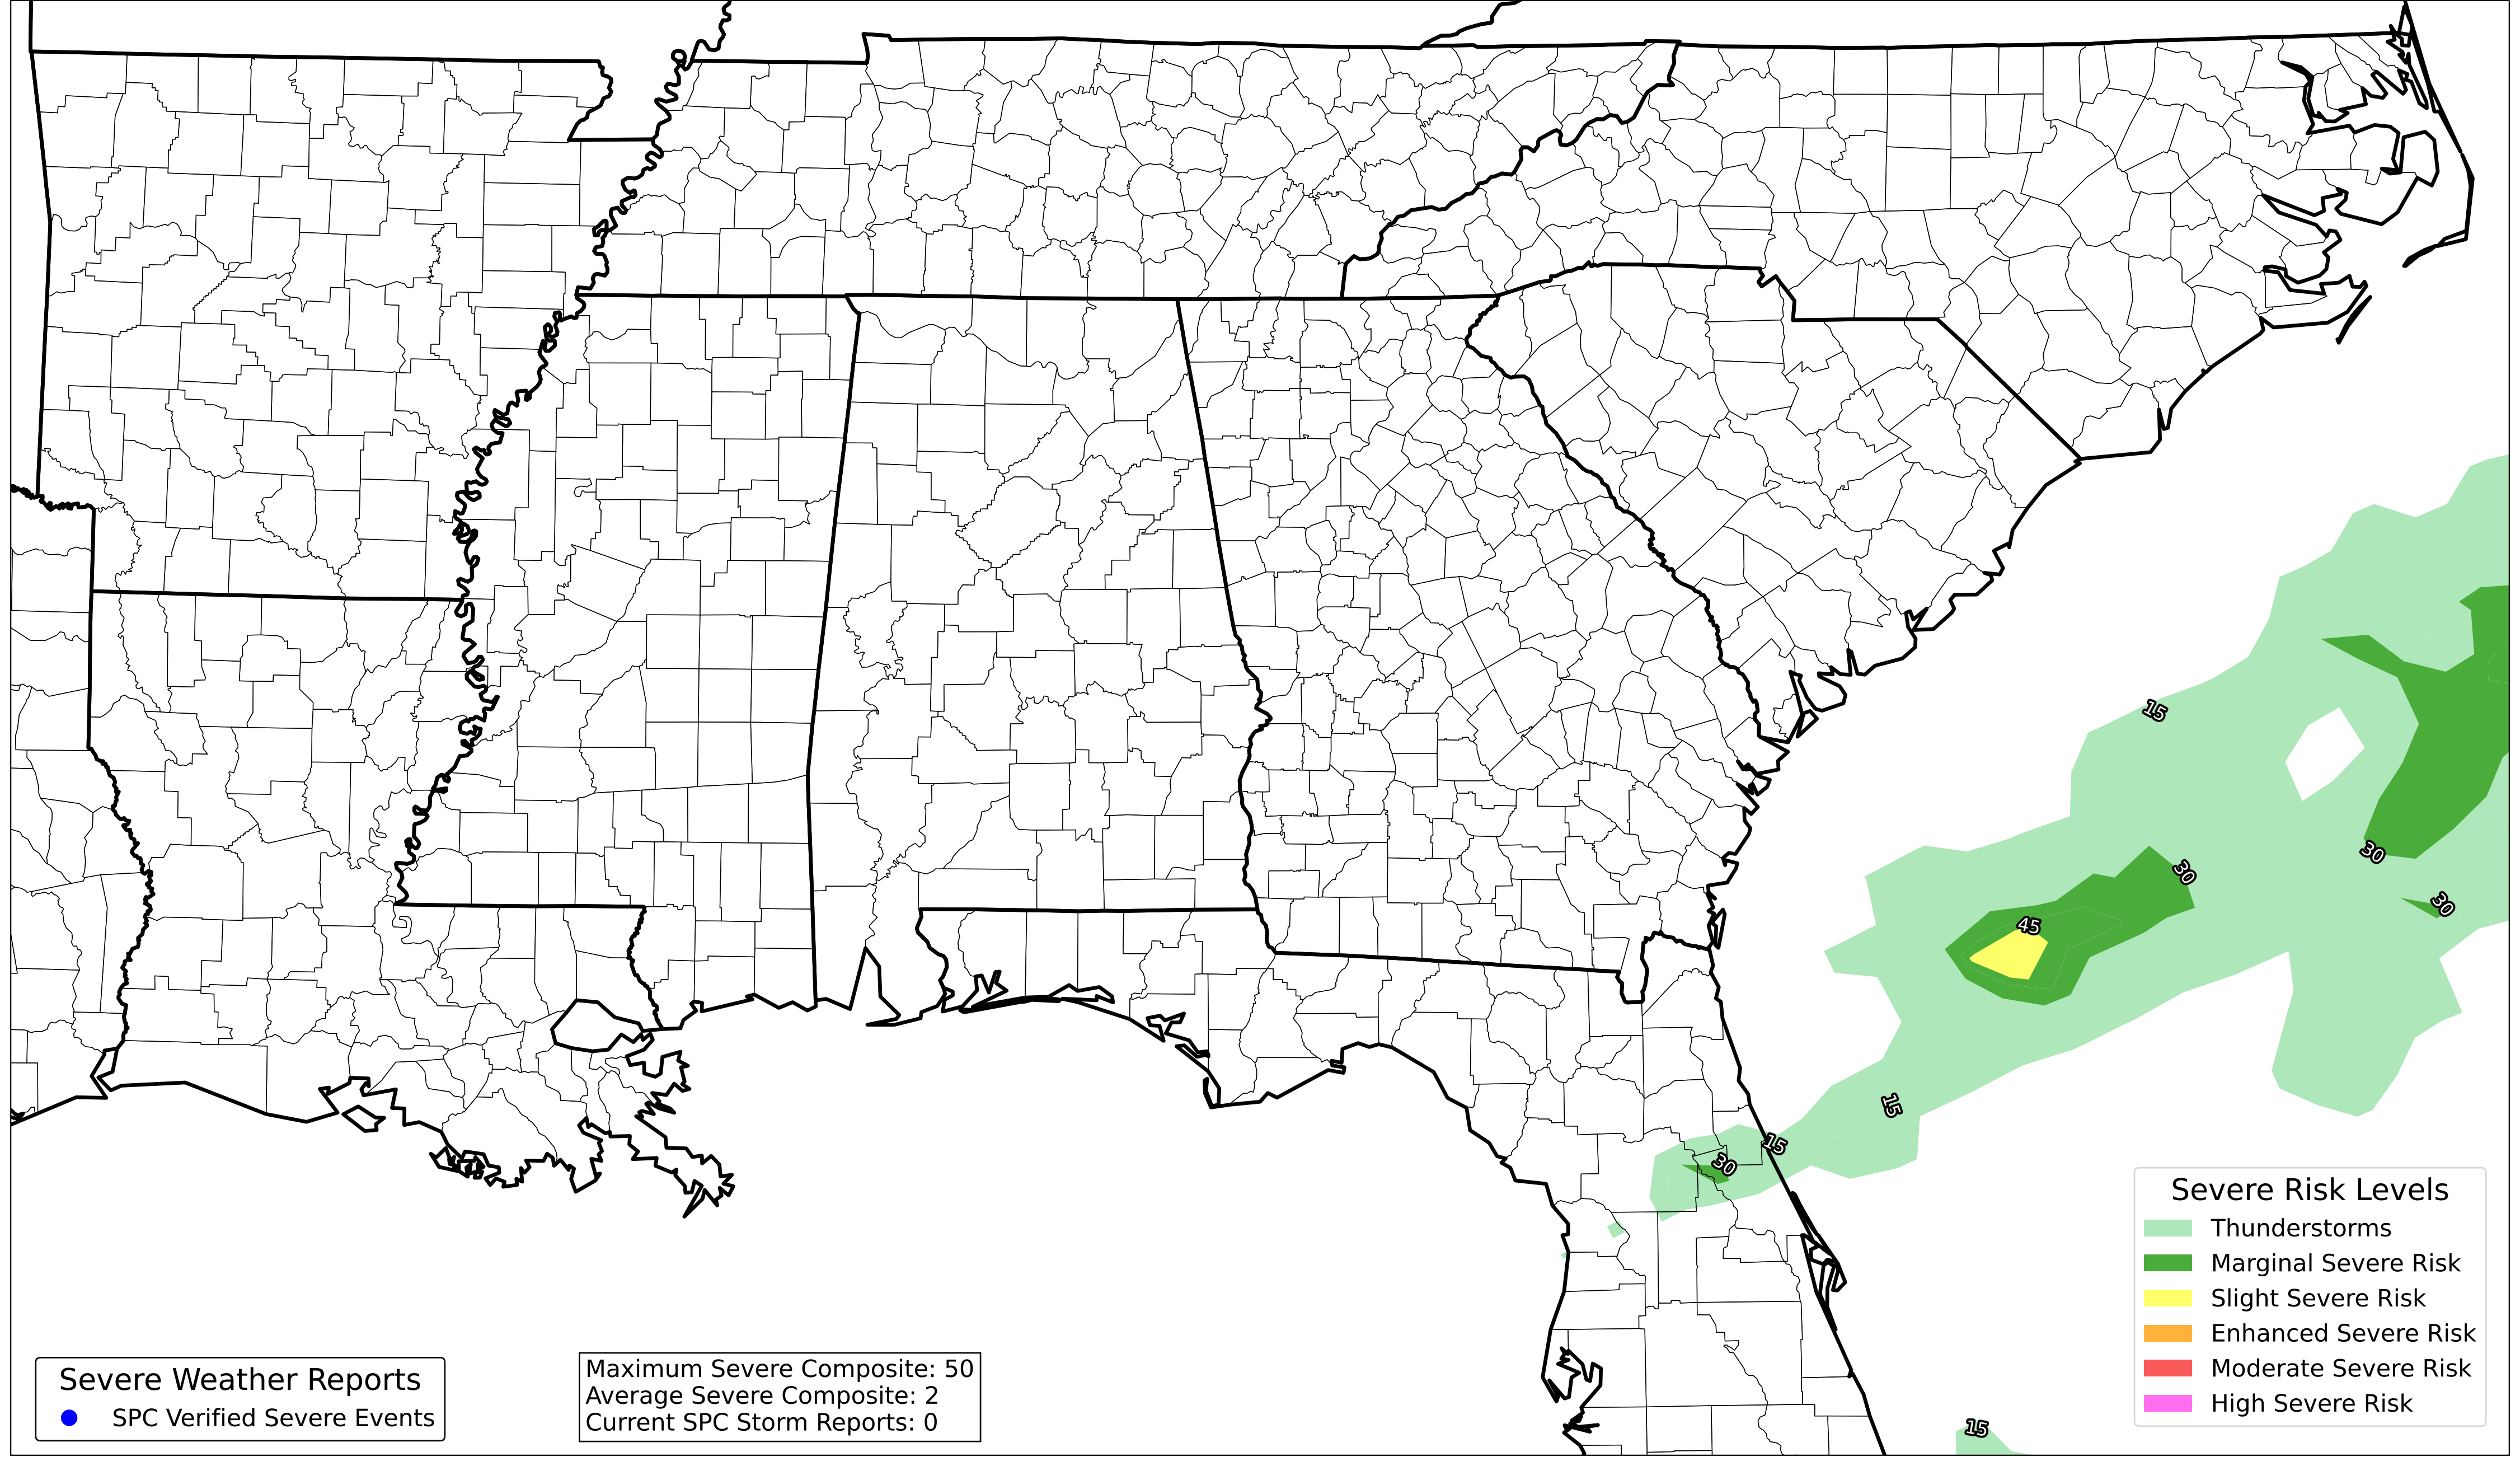 15
30
30
30
45
15
15
30
15
Severe Risk Levels
Thunderstorms
Marginal Severe Risk
Slight Severe Risk
Enhanced Severe Risk
Moderate Severe Risk
High Severe Risk
Severe Weather Reports
SPC Verified Severe Events
Maximum Severe Composite: 50
Average Severe Composite: 2
Current SPC Storm Reports: 0